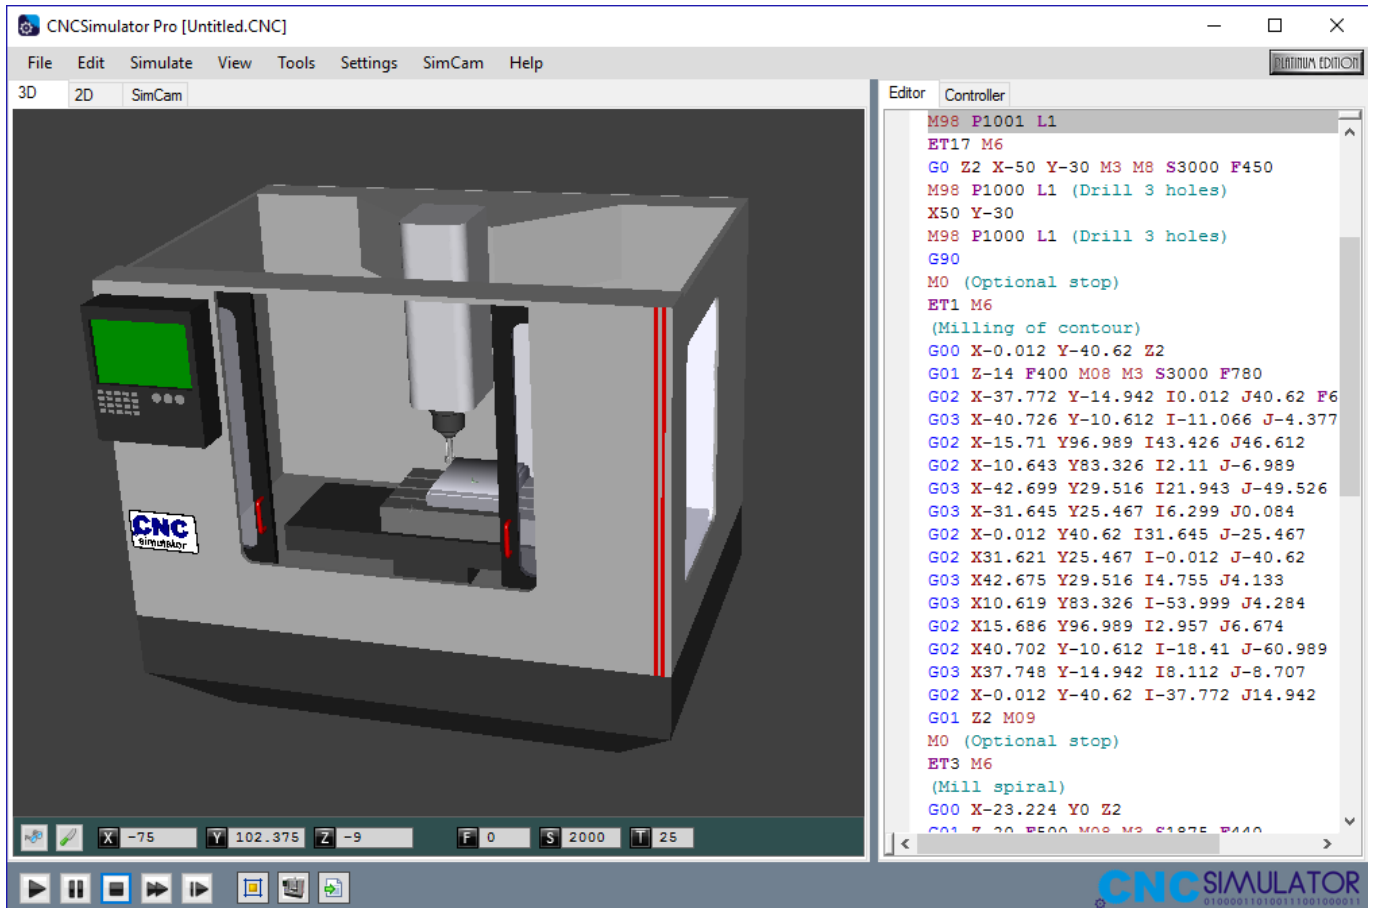 CNCSimulator Pro [Untitled.CNC]
File Edit Simulate View Tools Settings SimCam Help
PLATINUM EDITION
3D 2D SimCam
Editor Controller
M98 P1001 L1
ET17 M6
G0 Z2 X-50 Y-30 M3 M8 S3000 F450
M98 P1000 L1 (Drill 3 holes)
X50 Y-30
M98 P1000 L1 (Drill 3 holes)
G90
M0 (Optional stop)
ET1 M6
(Milling of contour)
G00 X-0.012 Y-40.62 Z2
G01 Z-14 F400 M08 M3 S3000 F780
G02 X-37.772 Y-14.942 I0.012 J40.62 F6
G03 X-40.726 Y-10.612 I-11.066 J-4.377
G02 X-15.71 Y96.989 I43.426 J46.612
G02 X-10.643 Y83.326 I2.11 J-6.989
G03 X-42.699 Y29.516 I21.943 J-49.526
G03 X-31.645 Y25.467 I6.299 J0.084
G02 X-0.012 Y40.62 I31.645 J-25.467
G02 X31.621 Y25.467 I-0.012 J-40.62
G03 X42.675 Y29.516 I4.755 J4.133
G03 X10.619 Y83.326 I-53.999 J4.284
G02 X15.686 Y96.989 I2.957 J6.674
G02 X40.702 Y-10.612 I-18.41 J-60.989
G03 X37.748 Y-14.942 I8.112 J-8.707
G02 X-0.012 Y-40.62 I-37.772 J14.942
G01 Z2 M09
M0 (Optional stop)
ET3 M6
(Mill spiral)
G00 X-23.224 Y0 Z2
G01 Z-20 F500 M08 M3 S1875 F440
CNC
simulator
X -75 Y 102.375 Z -9 F 0 S 2000 T 25
CNC SIMULATOR